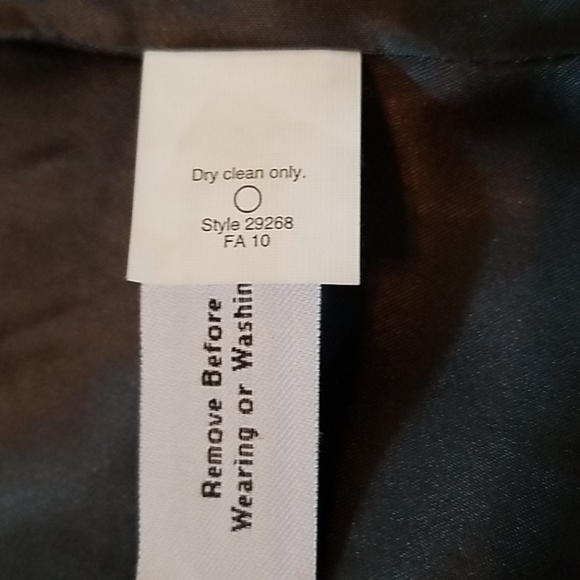 Dry clean only.
Style 29268
FA 10
Remove Before
Wearing or Washin